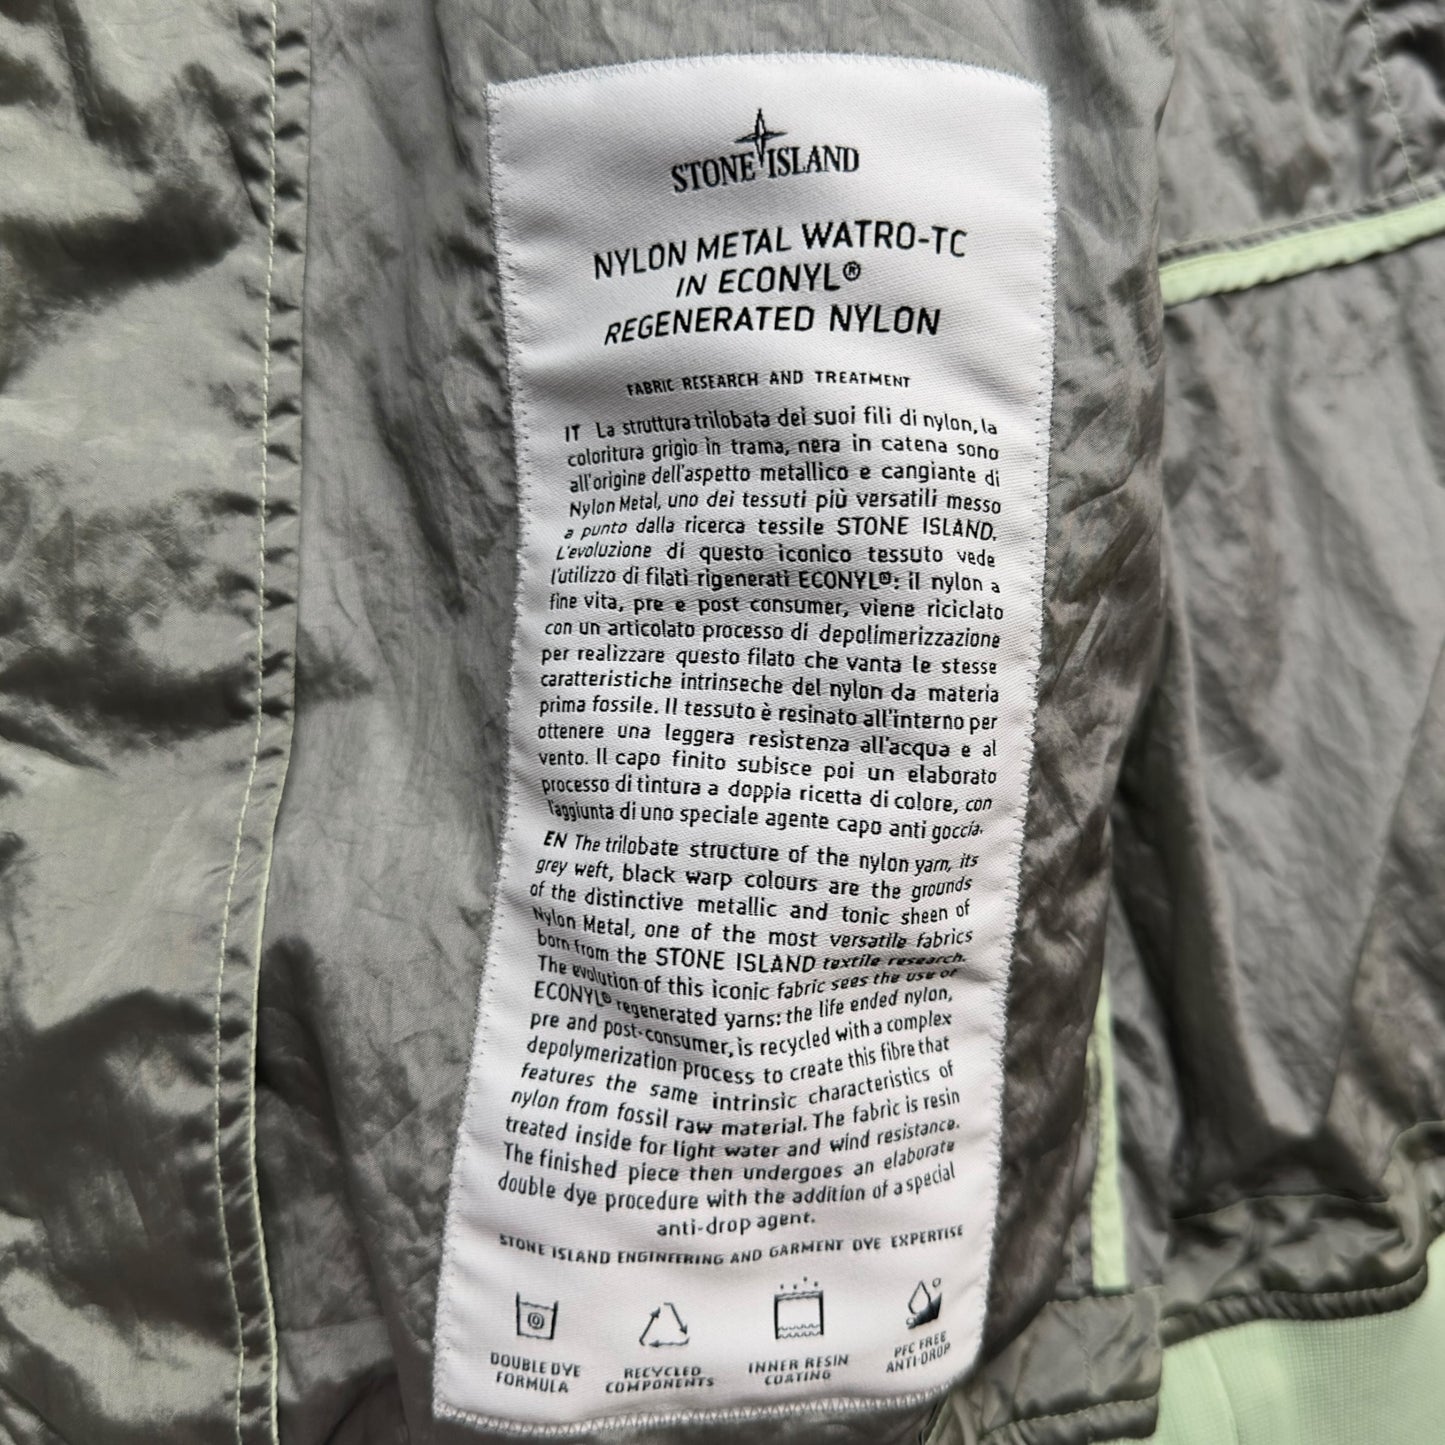 STONE ISLAND
NYLON METAL WATRO-TC
IN ECONYL®
REGENERATED NYLON
FABRIC RESEARCH AND TREATMENT
IT La struttura trilobata dei suoi fili di nylon, la
coloritura grigio in trama, nera in catena sono
all'origine dell'aspetto metallico e cangiante di
Nylon Metal, uno dei tessuti più versatili messo
a punto dalla ricerca tessile STONE ISLAND.
L'evoluzione di questo iconico tessuto vede
l'utilizzo di filati rigenerati ECONYL®: il nylon a
fine vita, pre e post consumer, viene riciclato
con un articolato processo di depolimerizzazione
per realizzare questo filato che vanta le stesse
caratteristiche intrinseche del nylon da materia
prima fossile. Il tessuto è resinato all'interno per
ottenere una leggera resistenza all'acqua e al
vento. Il capo finito subisce poi un elaborato
processo di tintura a doppia ricetta di colore, con
l'aggiunta di uno speciale agente capo anti goccia.
EN The trilobate structure of the nylon yarn, its
grey weft, black warp colours are the grounds
of the distinctive metallic and tonic sheen of
Nylon Metal, one of the most versatile fabrics
born from the STONE ISLAND textile research.
The evolution of this iconic fabric sees the use of
ECONYL® regenerated yarns: the life ended nylon,
pre and post-consumer, is recycled with a complex
depolymerization process to create this fibre that
features the same intrinsic characteristics of
nylon from fossil raw material. The fabric is resin
treated inside for light water and wind resistance.
The finished piece then undergoes an elaborate
double dye procedure with the addition of a special
anti-drop agent.
STONE ISLAND ENGINEERING AND GARMENT DYE EXPERTISE
DOUBLE DYE
FORMULA
RECYCLED
COMPONENTS
INNER RESIN
COATING
PFC FREE
ANTI-DROP